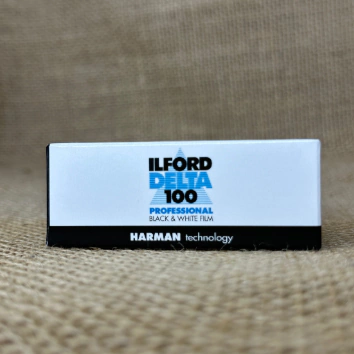 ILFORD
DELTA
100
PROFESSIONAL
BLACK & WHITE FILM
HARMAN technology